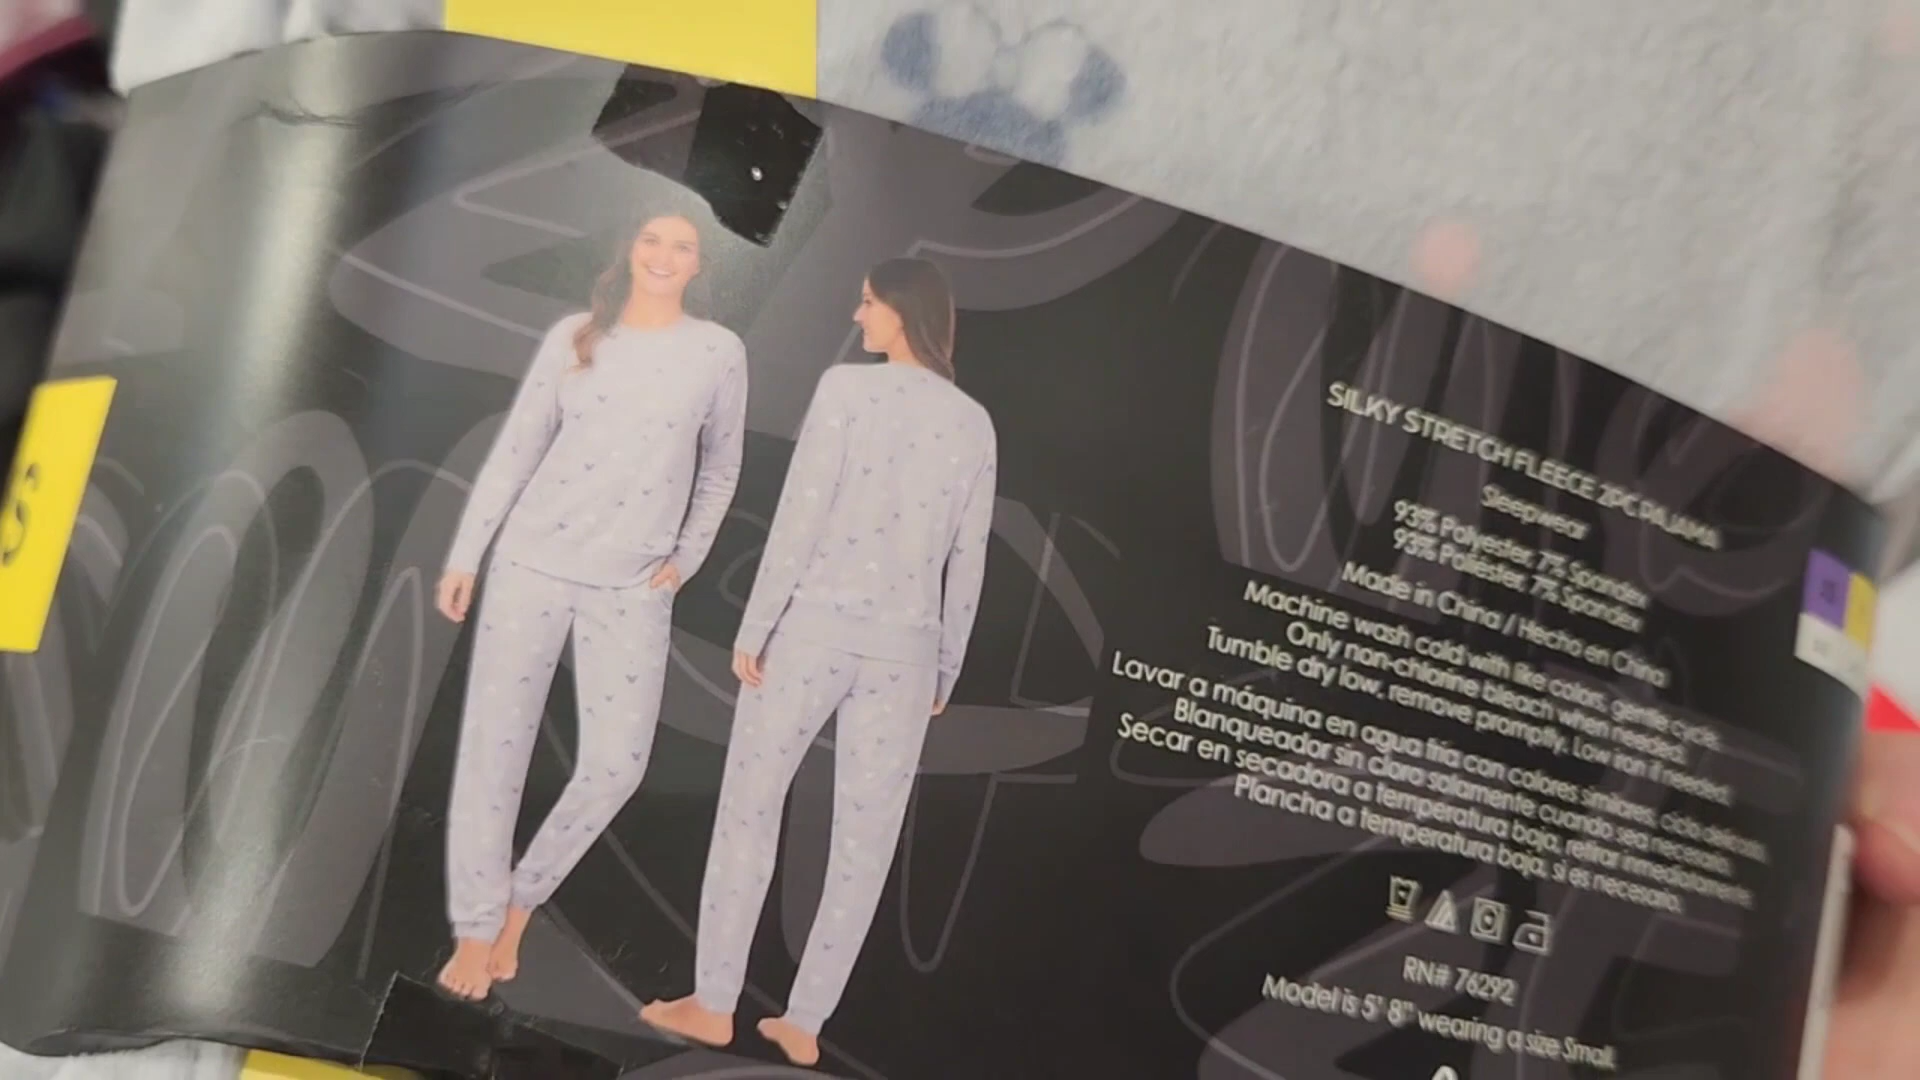 S
SILKY STRETCH FLEECE 2PC PAJAMA
Sleepwear
93% Polyester, 7% Spandex
93% Poliéster, 7% Spandex
Made in China / Hecho en China
Machine wash cold with like colors, gentle cycle.
Only non-chlorine bleach when needed.
Tumble dry low, remove promptly. Low iron if needed.
Lavar a máquina en agua fría con colores similares, ciclo delicado.
Blanqueador sin cloro solamente cuando sea necesario.
Secar en secadora a temperatura baja, retirar inmediatamente.
Plancha a temperatura baja, si es necesario.
RN# 76292
Model is 5' 8" wearing a size Small.